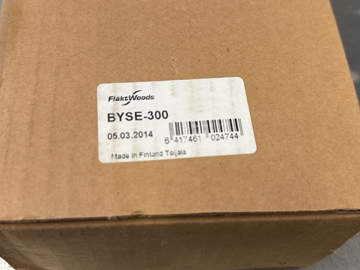 FläktWoods
BYSE-300
05.03.2014
6 417461 024744
Made in Finland Toijala